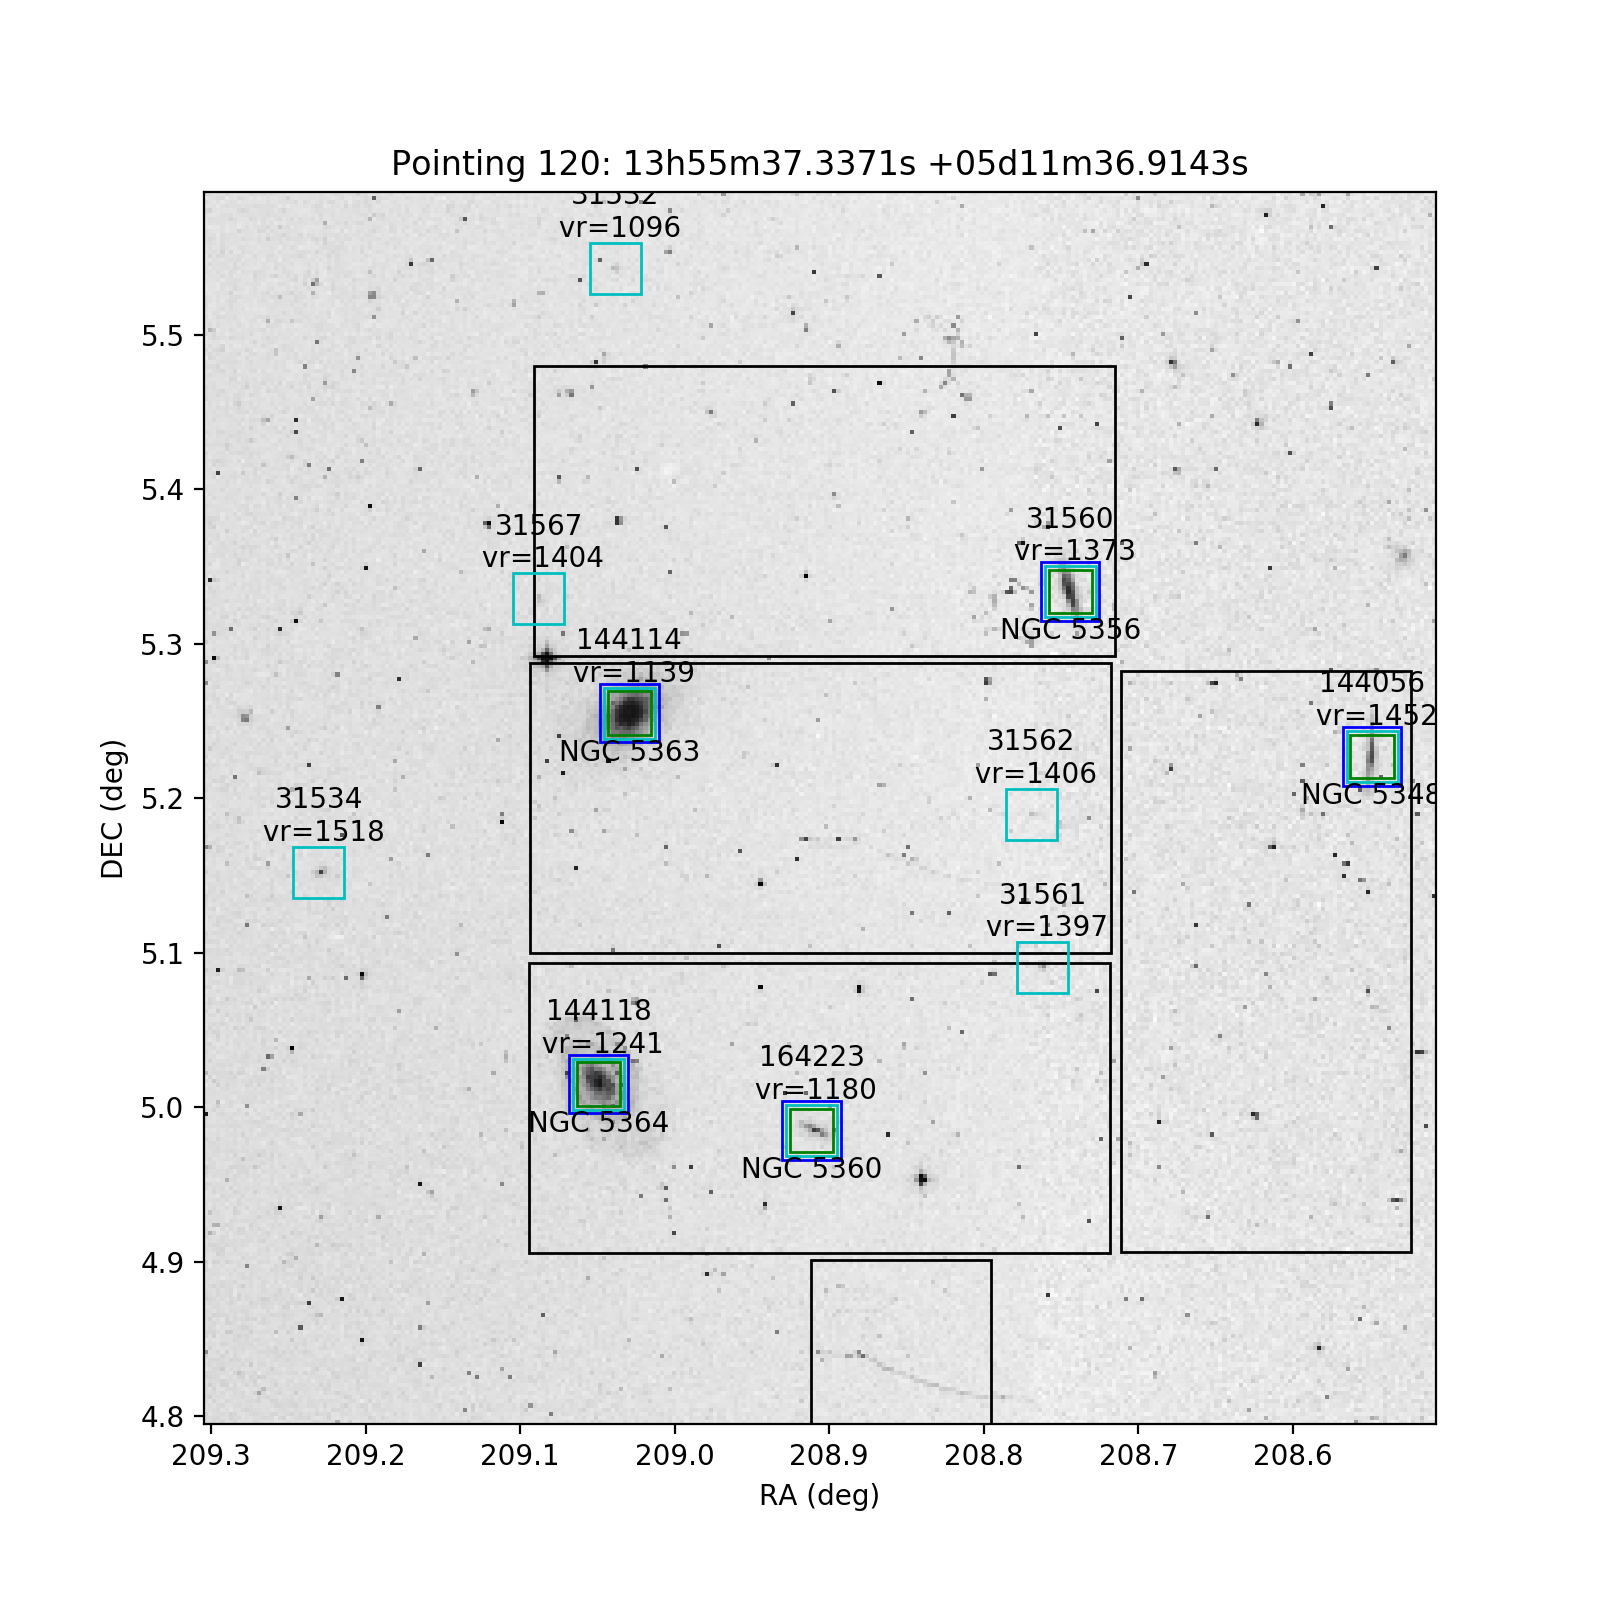 Pointing 120: 13h55m37.3371s +05d11m36.9143s
31532
vr=1096
5.5
5.4
31567
vr=1404
31560
vr=1373
NGC 5356
5.3
144114
vr=1139
NGC 5363
144056
vr=1452
NGC 5348
31562
vr=1406
5.2
31534
vr=1518
31561
vr=1397
5.1
144118
vr=1241
NGC 5364
164223
vr=1180
NGC 5360
5.0
4.9
4.8
DEC (deg)
209.3 209.2 209.1 209.0 208.9 208.8 208.7 208.6
RA (deg)